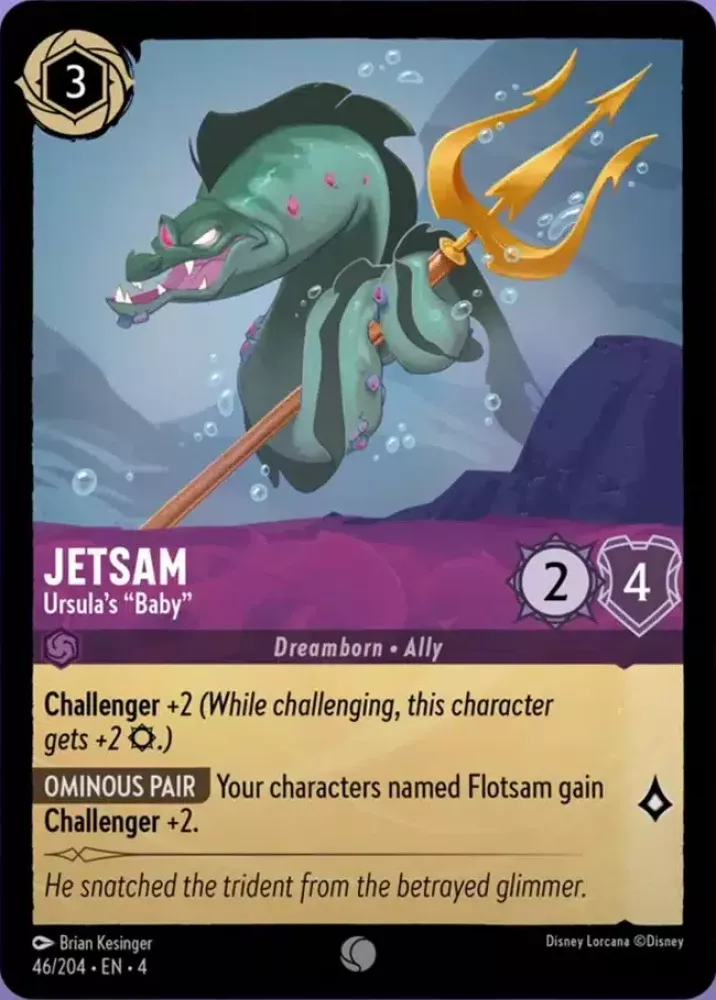 3
JETSAM
Ursula's “Baby”
2
4
Dreamborn • Ally
Challenger +2 (While challenging, this character
gets +2 .)
OMINOUS PAIR Your characters named Flotsam gain
Challenger +2.
He snatched the trident from the betrayed glimmer.
Brian Kesinger
Disney Lorcana ©Disney
46/204 • EN • 4